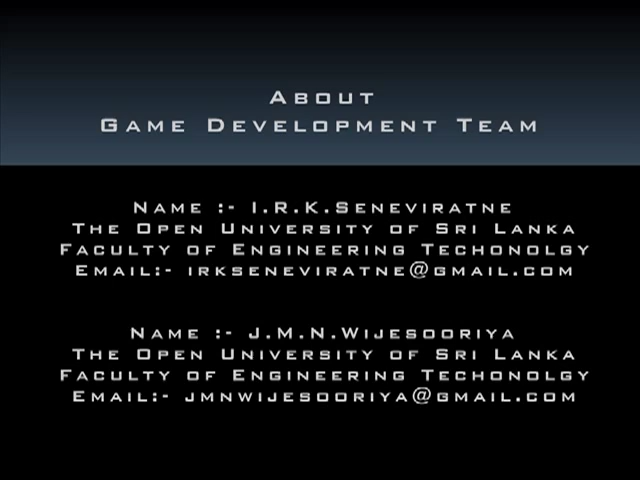 About
Game Development Team
Name :- I.R.K.Seneviratne
The Open University of Sri Lanka
Faculty of Engineering Techonolgy
Email:- irkseneviratne@gmail.com
Name :- J.M.N.Wijesooriya
The Open University of Sri Lanka
Faculty of Engineering Techonolgy
Email:- jmnwijesooriya@gmail.com